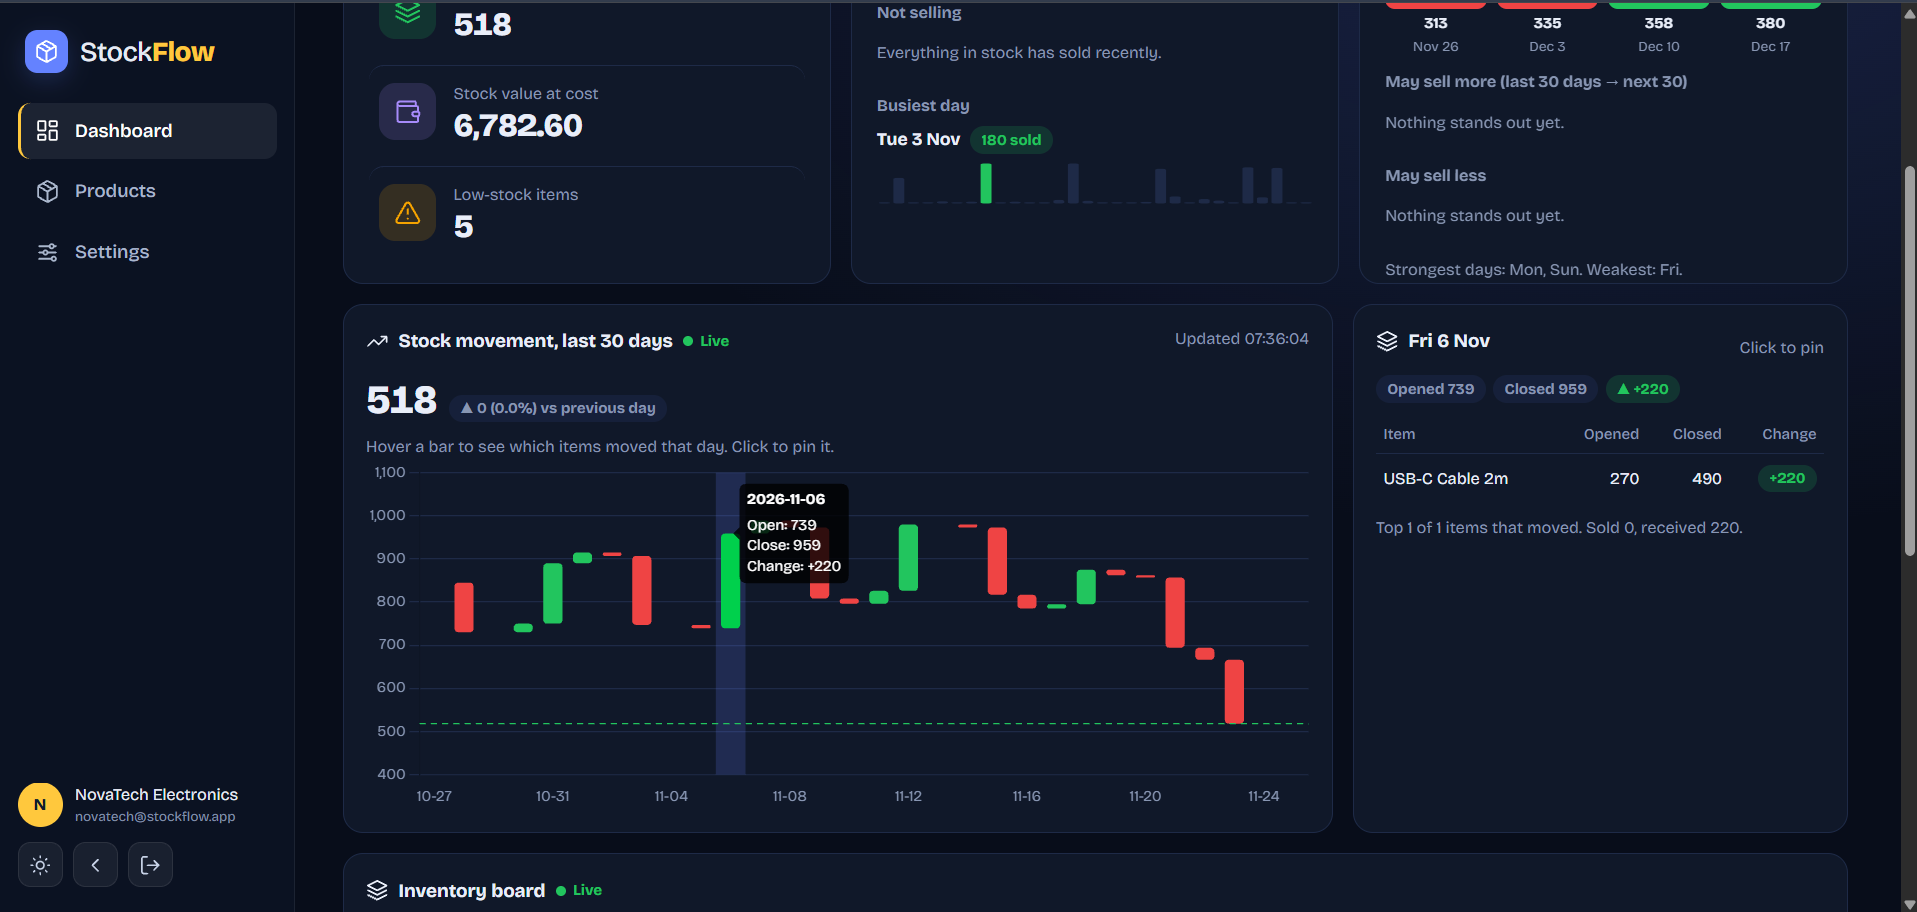 StockFlow
Dashboard
Products
Settings
NovaTech Electronics
novatech@stockflow.app
N
518
Stock value at cost
6,782.60
Low-stock items
5
Not selling
Everything in stock has sold recently.
Busiest day
Tue 3 Nov 180 sold
313 335 358 380
Nov 26 Dec 3 Dec 10 Dec 17
May sell more (last 30 days → next 30)
Nothing stands out yet.
May sell less
Nothing stands out yet.
Strongest days: Mon, Sun. Weakest: Fri.
Stock movement, last 30 days Live
Updated 07:36:04
518 ▲ 0 (0.0%) vs previous day
Hover a bar to see which items moved that day. Click to pin it.
1,100
1,000
900
800
700
600
500
400
2026-11-06
Open: 739
Close: 959
Change: +220
10-27 10-31 11-04 11-08 11-12 11-16 11-20 11-24
Fri 6 Nov
Click to pin
Opened 739 Closed 959 ▲ +220
Item Opened Closed Change
USB-C Cable 2m 270 490 +220
Top 1 of 1 items that moved. Sold 0, received 220.
Inventory board Live